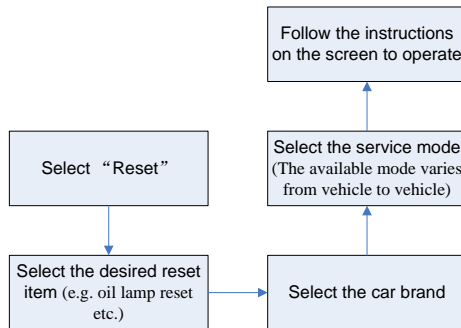 Select “Reset”
Select the desired reset
item (e.g. oil lamp reset
etc.)
Select the car brand
Select the service mode
(The available mode varies
from vehicle to vehicle)
Follow the instructions
on the screen to operate